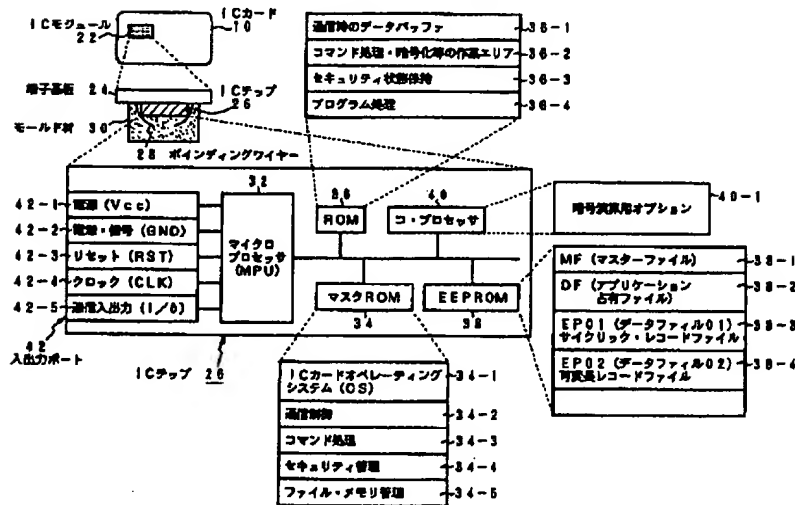 ICモジュール
22
ICカード
10
端子基板 24
ICチップ
26
モールド材 30
28 ボインディングワイヤー
通信時のデータバッファ 36-1
コマンド処理・暗号化等の作業エリア 36-2
セキュリティ状態保持 36-3
プログラム処理 36-4
42-1 電源 (Vcc)
42-2 電源・信号 (GND)
42-3 リセット (RST)
42-4 クロック (CLK)
42-5 通信入出力 (I/O)
42
入出力ポート
32
マイクロ
プロセッサ
(MPU)
36
ROM
40
コ・プロセッサ
マスタROM
34
EEPROM
38
ICチップ 26
暗号演算用オプション
40-1
MF (マスターファイル) 38-1
DF (アプリケーション
占有ファイル) 38-2
EP01 (データファイル01)
サイクリック・レコードファイル 38-3
EP02 (データファイル02)
可変長レコードファイル 38-4
ICカードオペレーティング
システム (OS) 34-1
通信制御 34-2
コマンド処理 34-3
セキュリティ管理 34-4
ファイル・メモリ管理 34-5